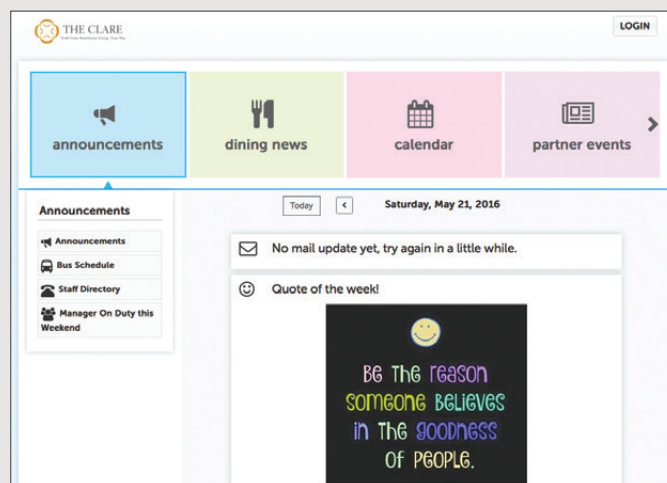 THE CLARE
LOGIN
announcements
dining news
calendar
partner events
Announcements
Announcements
Bus Schedule
Staff Directory
Manager On Duty this
Weekend
Today
Saturday, May 21, 2016
No mail update yet, try again in a little while.
Quote of the week!
BE THE REASON
SOMEONE BELIEVES
IN THE GOODNESS
OF PEOPLE.